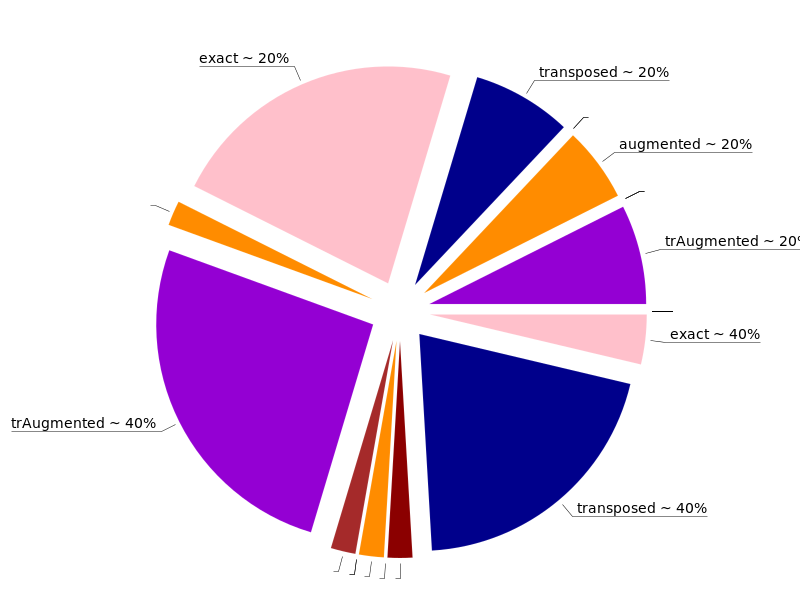 exact ~ 20%
transposed ~ 20%
augmented ~ 20%
trAugmented ~ 20%
exact ~ 40%
trAugmented ~ 40%
transposed ~ 40%